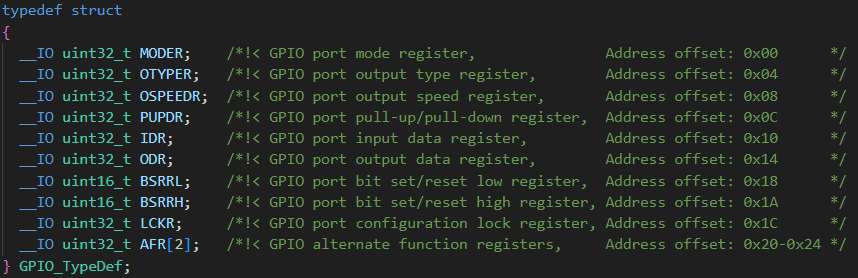 typedef struct
{
  __IO uint32_t MODER;    /*!< GPIO port mode register,               Address offset: 0x00      */
  __IO uint32_t OTYPER;   /*!< GPIO port output type register,        Address offset: 0x04      */
  __IO uint32_t OSPEEDR;  /*!< GPIO port output speed register,       Address offset: 0x08      */
  __IO uint32_t PUPDR;    /*!< GPIO port pull-up/pull-down register,  Address offset: 0x0C      */
  __IO uint32_t IDR;      /*!< GPIO port input data register,         Address offset: 0x10      */
  __IO uint32_t ODR;      /*!< GPIO port output data register,        Address offset: 0x14      */
  __IO uint16_t BSRRL;    /*!< GPIO port bit set/reset low register,  Address offset: 0x18      */
  __IO uint16_t BSRRH;    /*!< GPIO port bit set/reset high register, Address offset: 0x1A      */
  __IO uint32_t LCKR;     /*!< GPIO port configuration lock register, Address offset: 0x1C      */
  __IO uint32_t AFR[2];   /*!< GPIO alternate function registers,     Address offset: 0x20-0x24 */
} GPIO_TypeDef;